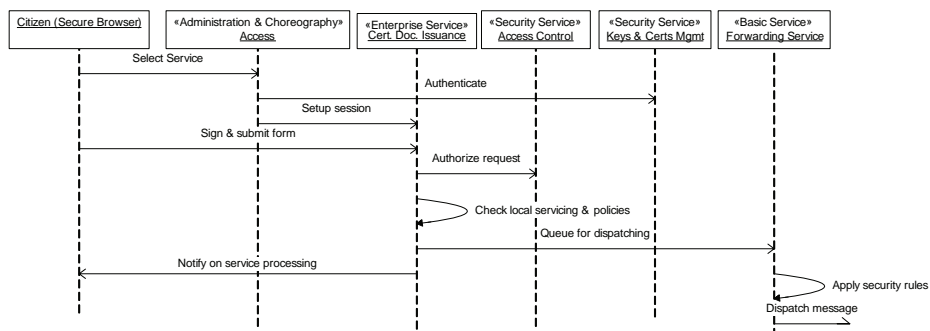 Citizen (Secure Browser)
«Administration & Choreography»
Access
«Enterprise Service»
Cert. Doc. Issuance
«Security Service»
Access Control
«Security Service»
Keys & Certs Mgmt
«Basic Service»
Forwarding Service
Select Service
Authenticate
Setup session
Sign & submit form
Authorize request
Check local servicing & policies
Queue for dispatching
Notify on service processing
Apply security rules
Dispatch message